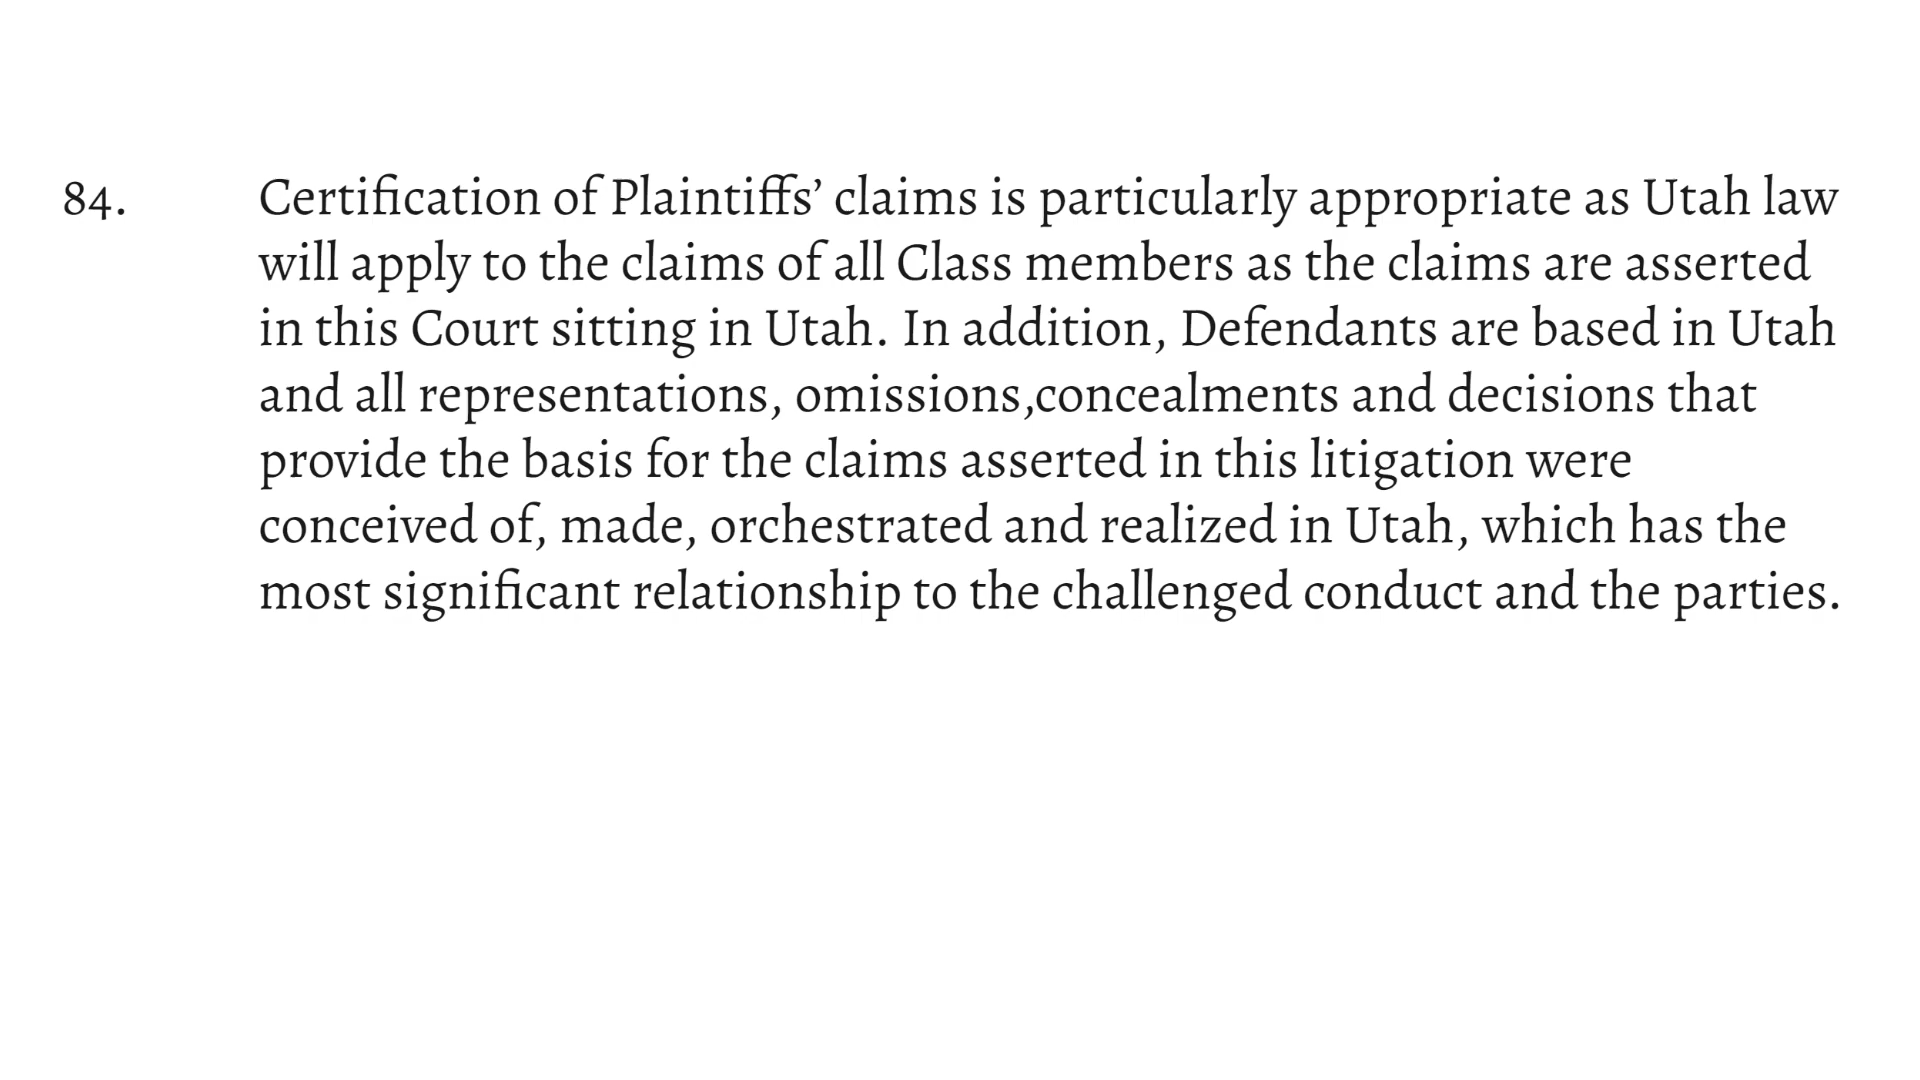 84. Certification of Plaintiffs’ claims is particularly appropriate as Utah law
will apply to the claims of all Class members as the claims are asserted
in this Court sitting in Utah. In addition, Defendants are based in Utah
and all representations, omissions,concealments and decisions that
provide the basis for the claims asserted in this litigation were
conceived of, made, orchestrated and realized in Utah, which has the
most significant relationship to the challenged conduct and the parties.